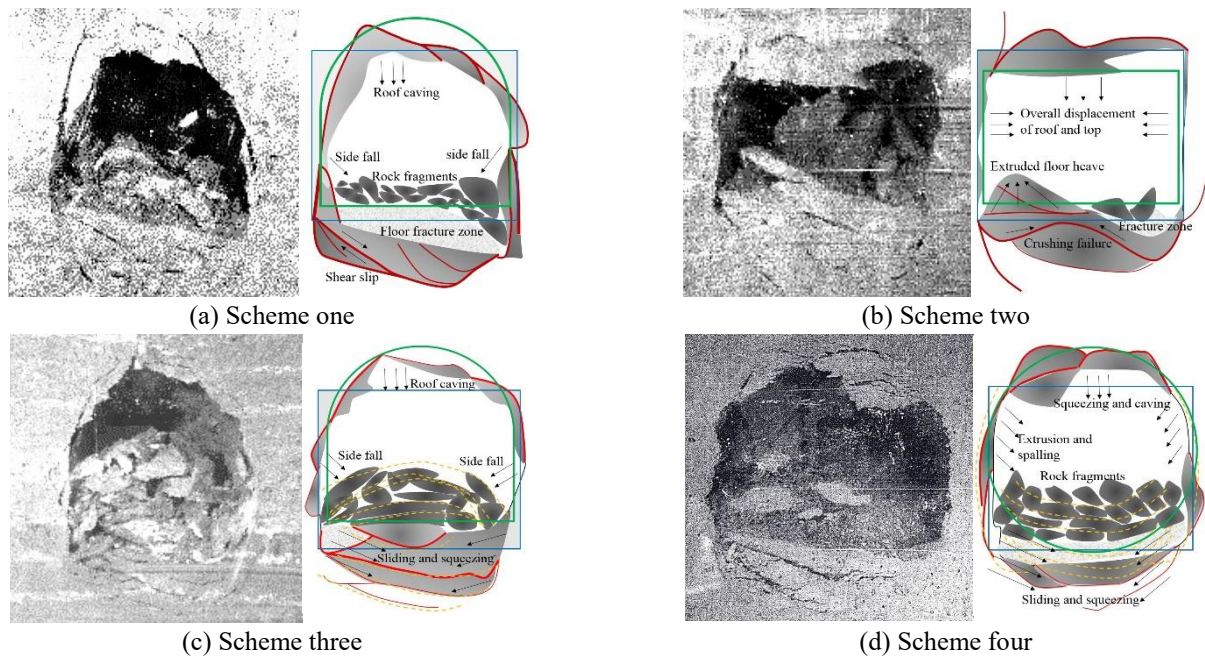 Roof caving
Side fall
side fall
Rock fragments
Floor fracture zone
Shear slip
(a) Scheme one
Overall displacement
of roof and top
Extruded floor heave
Fracture zone
Crushing failure
(b) Scheme two
Roof caving
Side fall
Side fall
Sliding and squeezing
(c) Scheme three
Squeezing and caving
Extrusion and
spalling
Rock fragments
Sliding and squeezing
(d) Scheme four